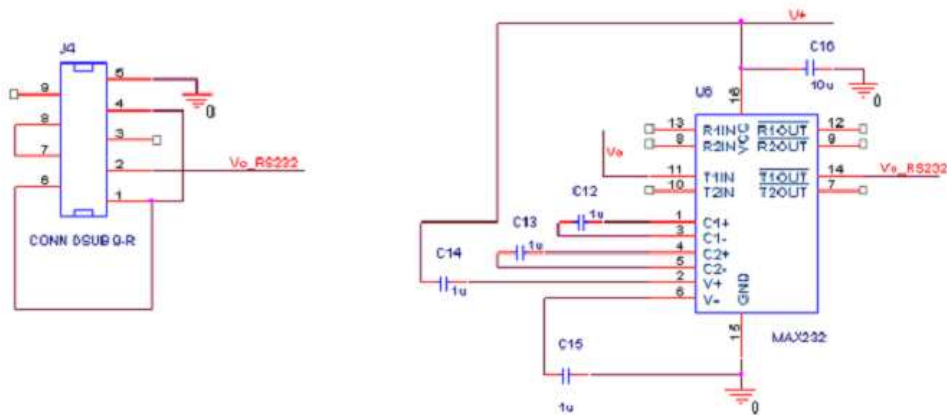 J4
9
8
7
6
5
4
3
2
1
0
Vo_RS232
CONN DSUB 9-R
V+
C16
10u
0
U6
16
VCC
13 R1IN R1OUT 12
8 R2IN R2OUT 9
11 T1IN T1OUT 14
10 T2IN T2OUT 7
Vo
Vo_RS232
C12
1u
C13
1u
C14
1u
1 C1+
3 C1-
4 C2+
5 C2-
2 V+
6 V-
GND
15
MAX232
C15
1u
0